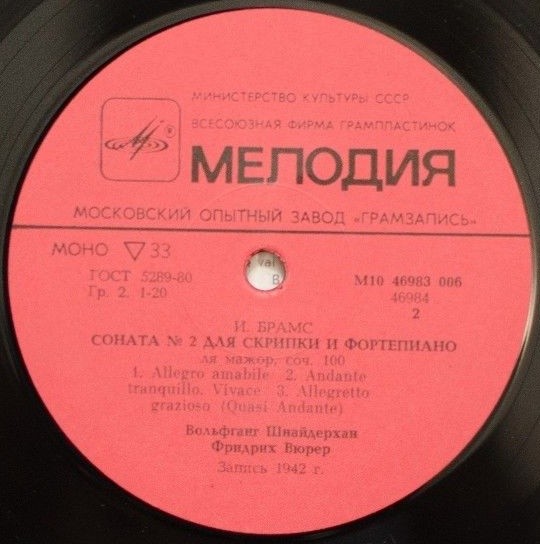 МИНИСТЕРСТВО КУЛЬТУРЫ СССР
ВСЕСОЮЗНАЯ ФИРМА ГРАМПЛАСТИНОК
®
МЕЛОДИЯ
МОСКОВСКИЙ ОПЫТНЫЙ ЗАВОД «ГРАМЗАПИСЬ»
МОНО ▽ 33
ГОСТ 5289-80
Гр. 2. 1-20
М10 46983 006
46984
2
И. БРАМС
СОНАТА № 2 ДЛЯ СКРИПКИ И ФОРТЕПИАНО
ля мажор, соч. 100
1. Allegro amabile 2. Andante
tranquillo. Vivace 3. Allegretto
grazioso (Quasi Andante)
Вольфганг Шнайдерхан
Фридрих Вюрер
Запись 1942 г.